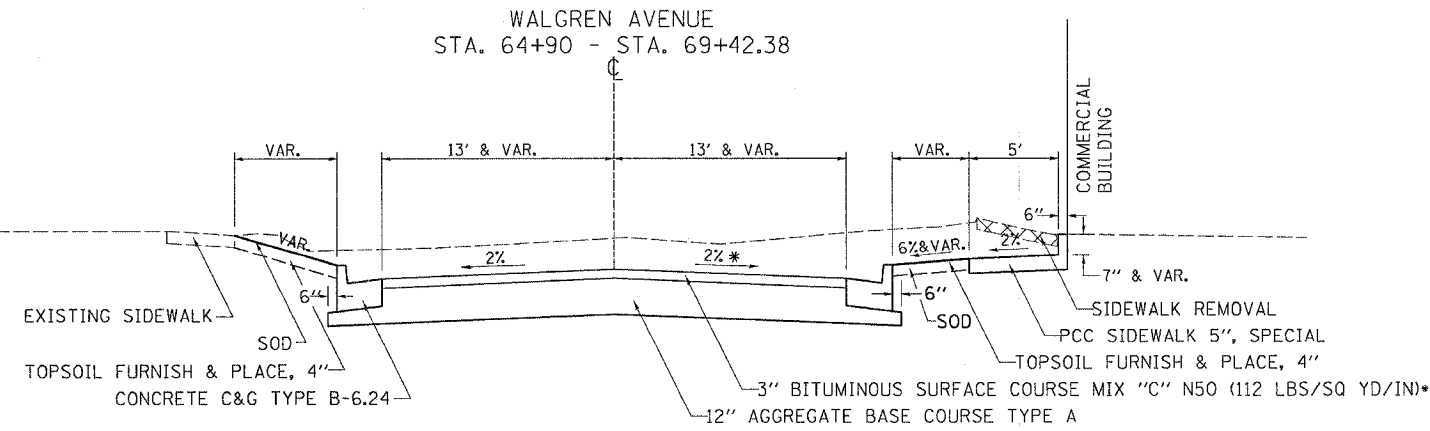 WALGREN AVENUE
STA. 64+90 - STA. 69+42.38
℄
COMMERCIAL
BUILDING
VAR.
13' & VAR.
13' & VAR.
VAR.
5'
6"
VAR.
2%
2% *
6%&VAR.
2%
7" & VAR.
6"
6"
EXISTING SIDEWALK
SOD
SOD
SIDEWALK REMOVAL
PCC SIDEWALK 5", SPECIAL
TOPSOIL FURNISH & PLACE, 4"
TOPSOIL FURNISH & PLACE, 4"
CONCRETE C&G TYPE B-6.24
3" BITUMINOUS SURFACE COURSE MIX "C" N50 (112 LBS/SQ YD/IN)*
12" AGGREGATE BASE COURSE TYPE A